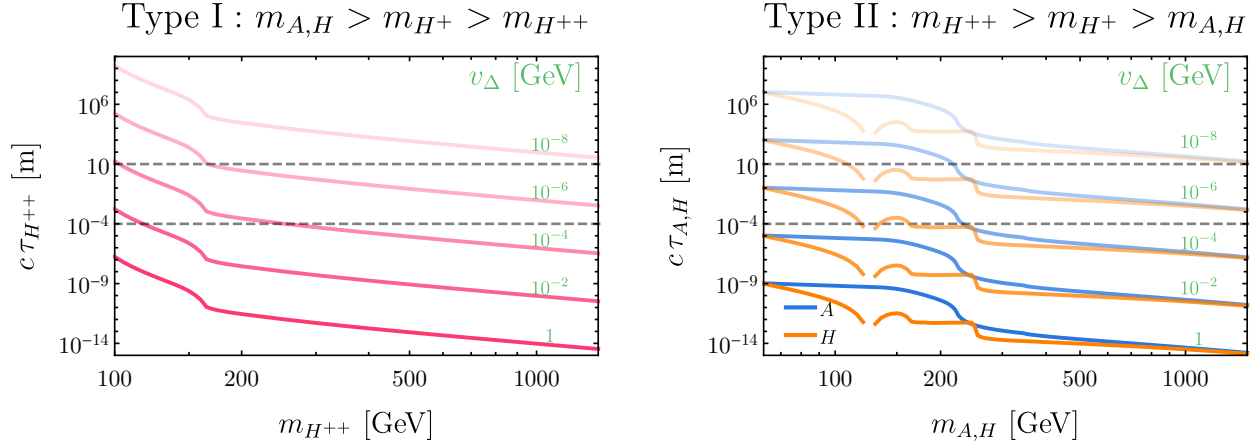 Type I : m_{A,H} > m_{H^+} > m_{H^{++}}
v_Δ [GeV]
10^6
10
10^{-4}
10^{-9}
10^{-14}
cτ_{H^{++}} [m]
10^{-8}
10^{-6}
10^{-4}
10^{-2}
1
100 200 500 1000
m_{H^{++}} [GeV]
Type II : m_{H^{++}} > m_{H^+} > m_{A,H}
v_Δ [GeV]
10^6
10
10^{-4}
10^{-9}
10^{-14}
cτ_{A,H} [m]
10^{-8}
10^{-6}
10^{-4}
10^{-2}
1
A
H
100 200 500 1000
m_{A,H} [GeV]